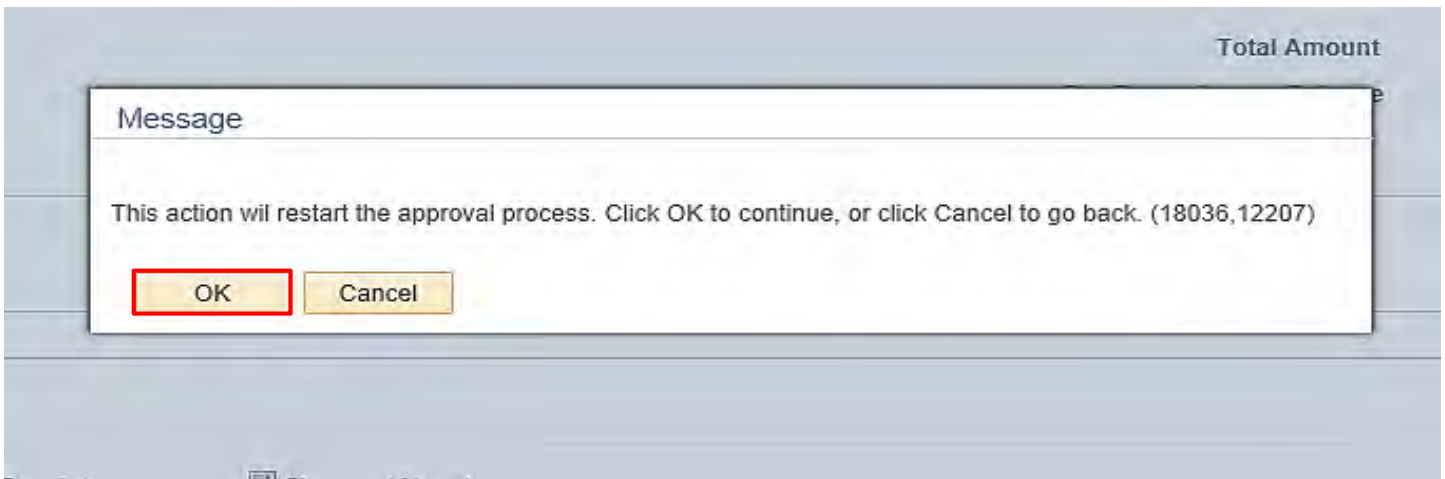 Total Amount
Message
This action wil restart the approval process. Click OK to continue, or click Cancel to go back. (18036,12207)
OK
Cancel